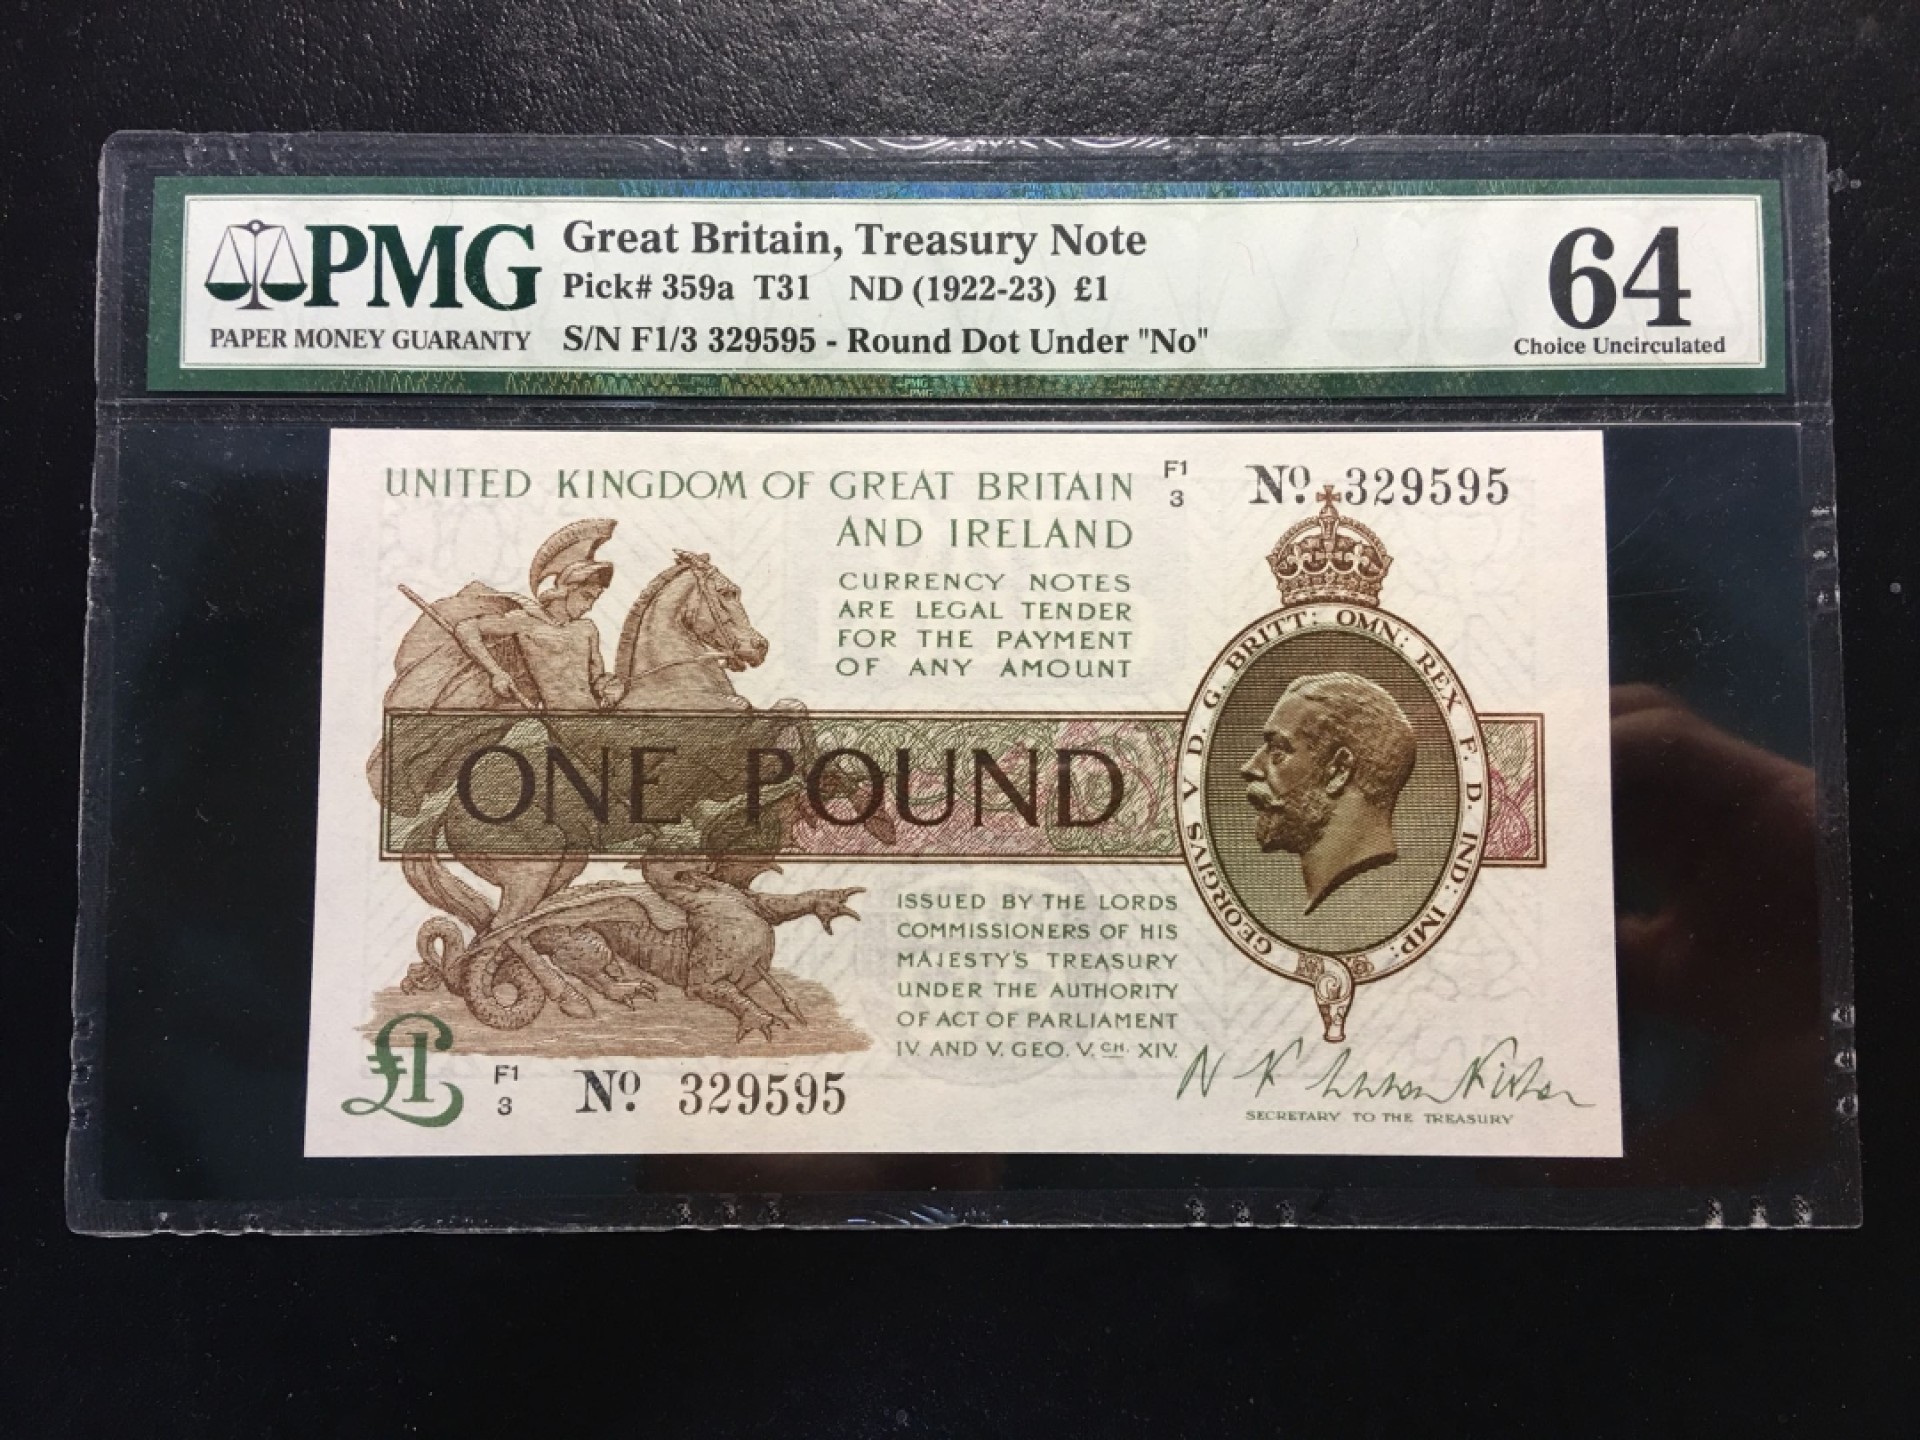 PMG
PAPER MONEY GUARANTY
Great Britain, Treasury Note
Pick# 359a T31 ND (1922-23) £1
S/N F1/3 329595 - Round Dot Under "No"
64
Choice Uncirculated
UNITED KINGDOM OF GREAT BRITAIN
AND IRELAND
F1
3
No. 329595
CURRENCY NOTES
ARE LEGAL TENDER
FOR THE PAYMENT
OF ANY AMOUNT
ONE POUND
GEORGIVS V D. G. BRITT: OMN: REX F. D. IND: IMP:
ISSUED BY THE LORDS
COMMISSIONERS OF HIS
MAJESTY'S TREASURY
UNDER THE AUTHORITY
OF ACT OF PARLIAMENT
IV. AND V. GEO. V. CH. XIV.
£1
F1
3
No. 329595
SECRETARY TO THE TREASURY